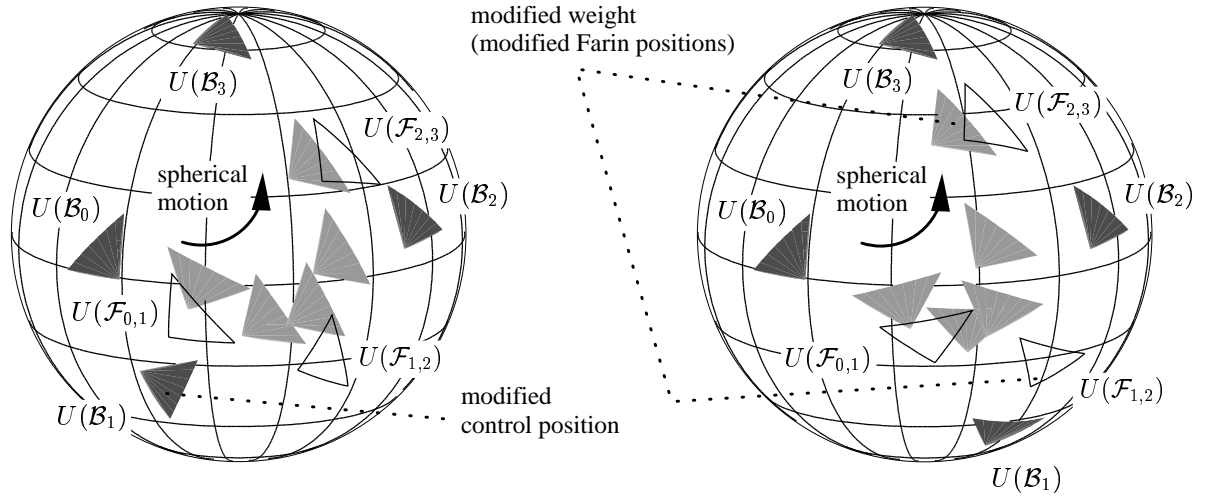 modified weight
(modified Farin positions)
U(B₃)
U(F₂,₃)
spherical
motion
U(B₀)
U(B₂)
U(F₀,₁)
U(F₁,₂)
U(B₁)
modified
control position
U(B₃)
U(F₂,₃)
spherical
motion
U(B₀)
U(B₂)
U(F₀,₁)
U(F₁,₂)
U(B₁)